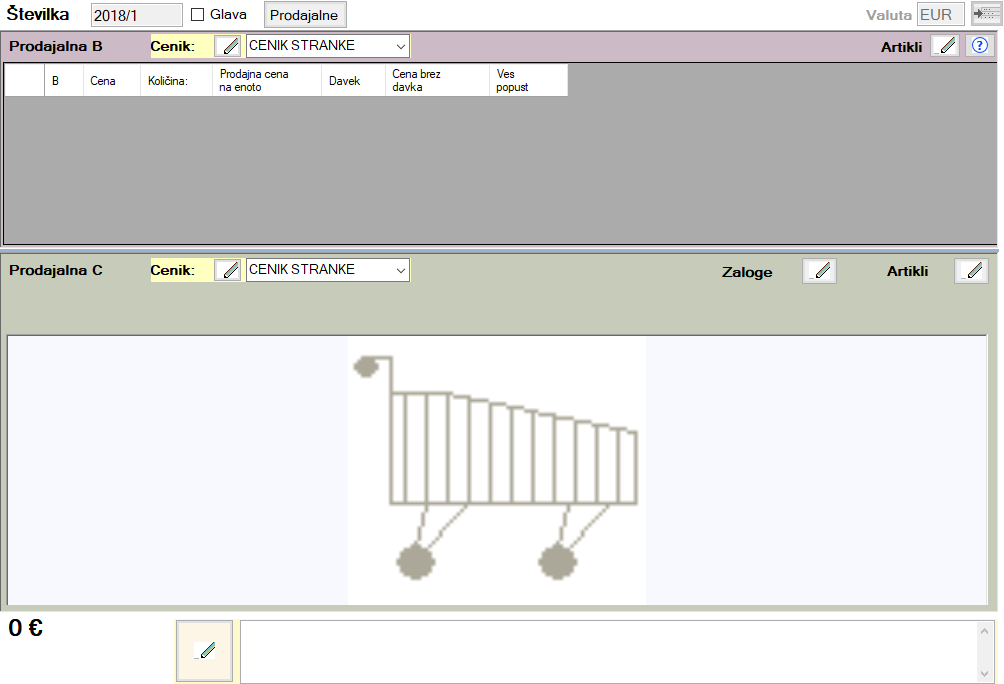 Številka 2018/1 Glava Prodajalne Valuta EUR
Prodajalna B Cenik: CENIK STRANKE Artikli ?
B Cena Količina: Prodajna cena na enoto Davek Cena brez davka Ves popust
Prodajalna C Cenik: CENIK STRANKE Zaloge Artikli
0 €